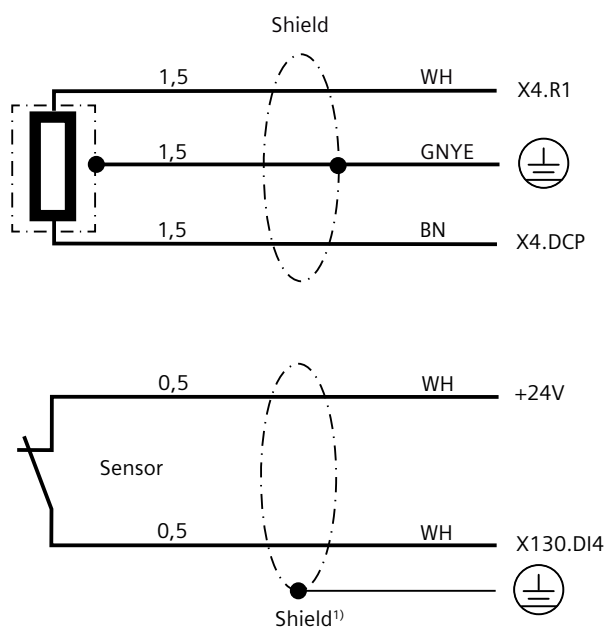 Shield
1,5 WH X4.R1
1,5 GNYE
1,5 BN X4.DCP
0,5 WH +24V
Sensor
0,5 WH X130.DI4
Shield¹⁾